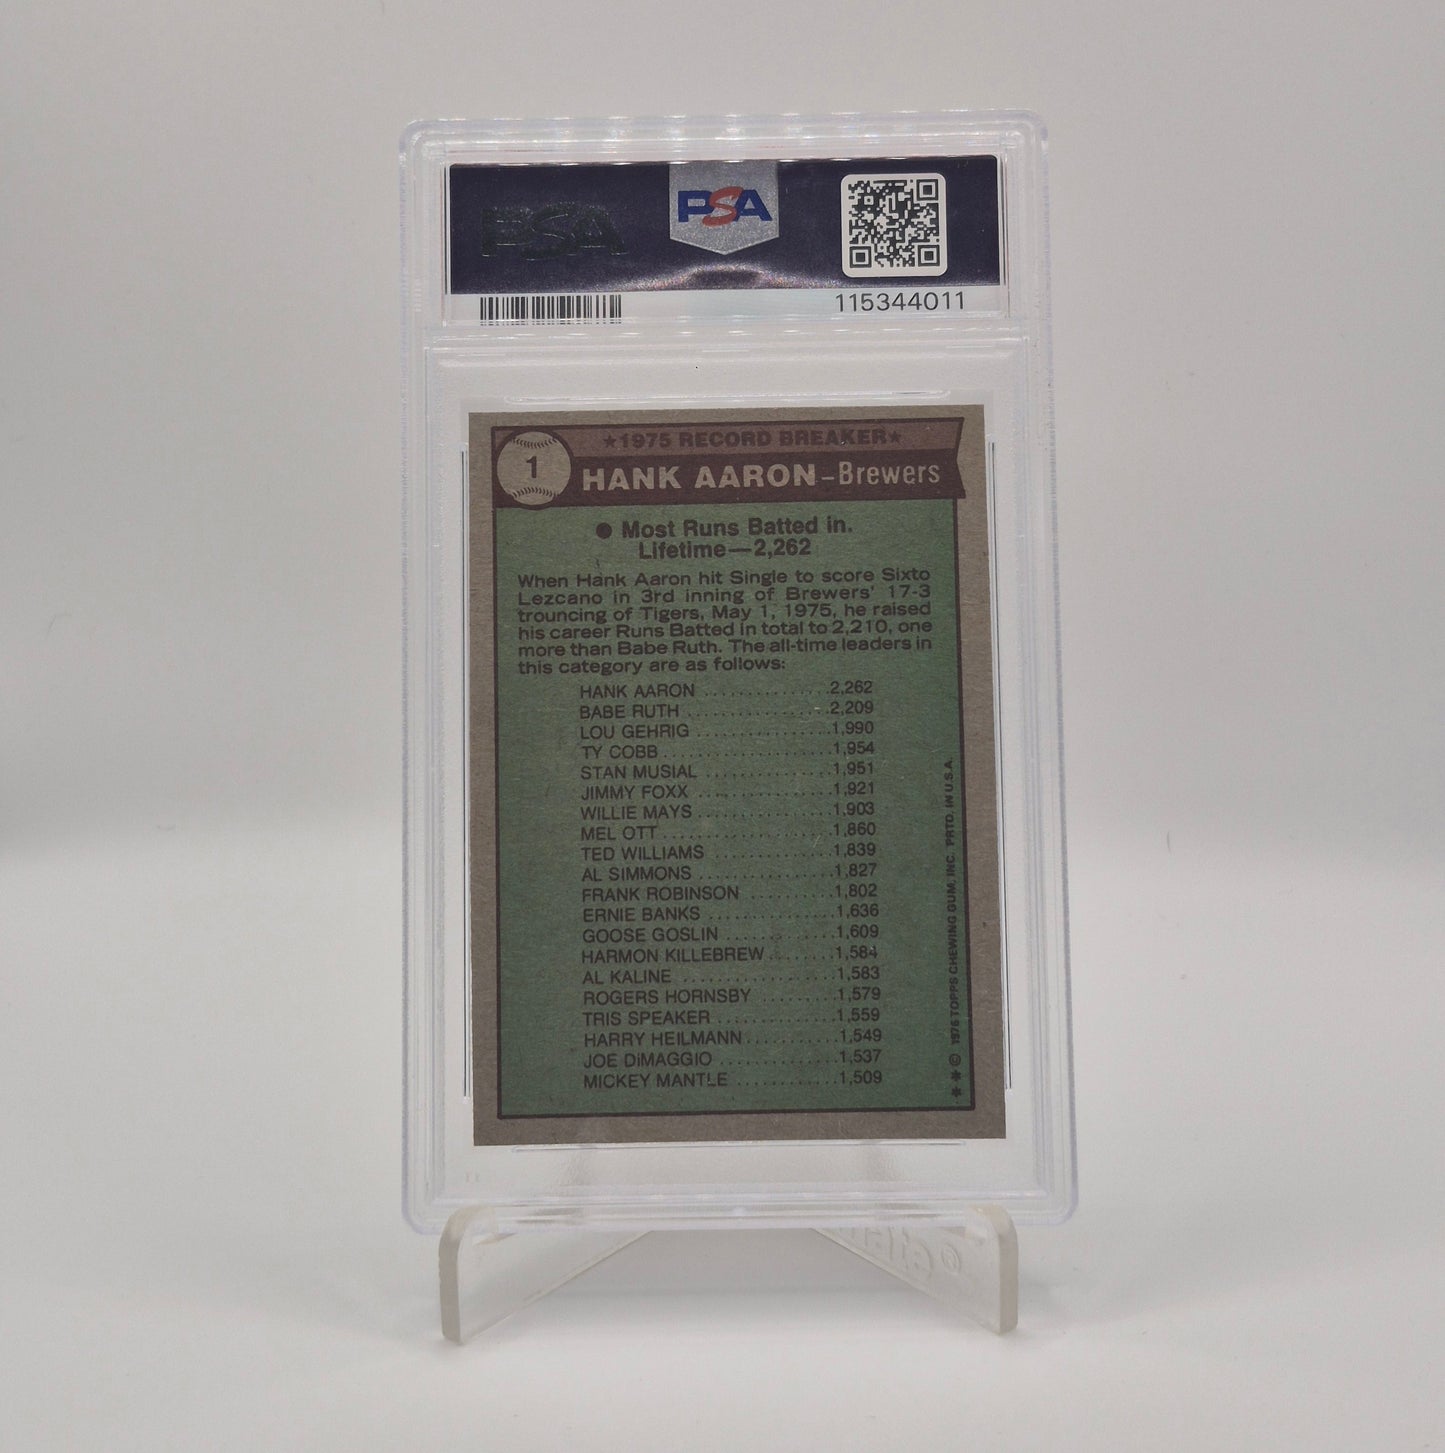 PSA
PSA
115344011
1
★1975 RECORD BREAKER★
HANK AARON–Brewers
● Most Runs Batted in.
Lifetime—2,262
When Hank Aaron hit Single to score Sixto
Lezcano in 3rd inning of Brewers' 17-3
trouncing of Tigers, May 1, 1975, he raised
his career Runs Batted In total to 2,210, one
more than Babe Ruth. The all-time leaders in
this category are as follows:
HANK AARON ...............2,262
BABE RUTH .................2,209
LOU GEHRIG ................1,990
TY COBB .....................1,954
STAN MUSIAL ...............1,951
JIMMY FOXX ................1,921
WILLIE MAYS ................1,903
MEL OTT .....................1,860
TED WILLIAMS ..............1,839
AL SIMMONS ................1,827
FRANK ROBINSON ..........1,802
ERNIE BANKS ...............1,636
GOOSE GOSLIN .............1,609
HARMON KILLEBREW ........1,584
AL KALINE ...................1,583
ROGERS HORNSBY .........1,579
TRIS SPEAKER ..............1,559
HARRY HEILMANN ...........1,549
JOE DiMAGGIO ..............1,537
MICKEY MANTLE ............1,509
** © 1976 TOPPS CHEWING GUM, INC. PRTD. IN U.S.A.